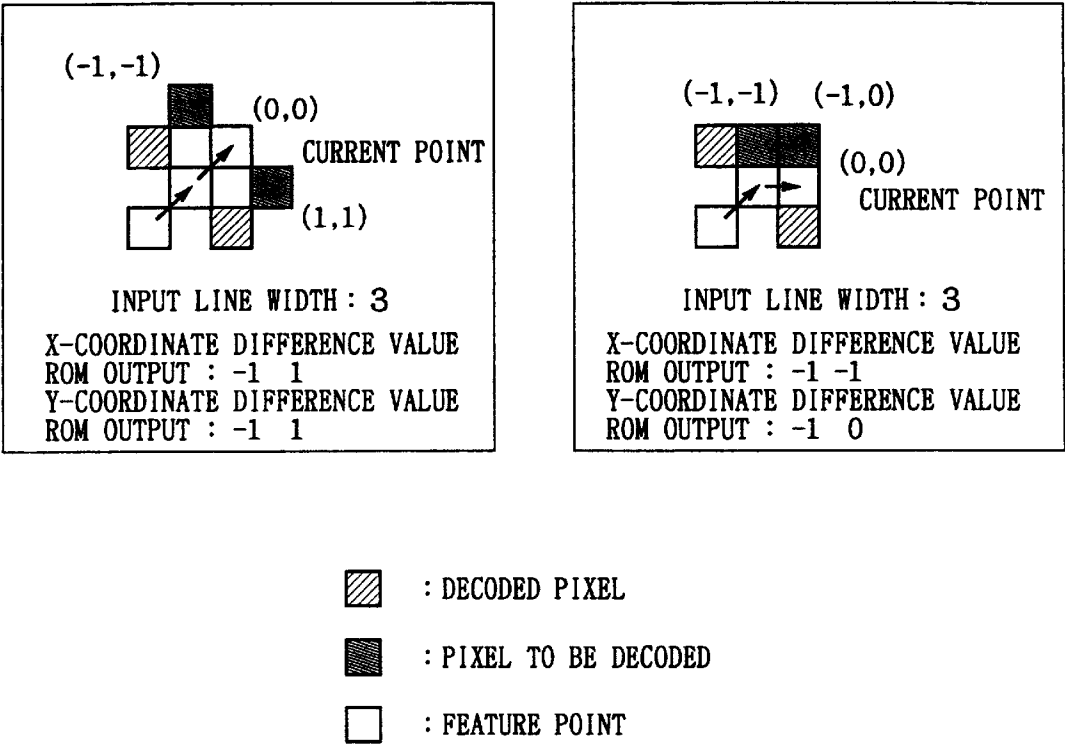 (-1,-1)
(0,0)
CURRENT POINT
(1,1)
INPUT LINE WIDTH : 3
X-COORDINATE DIFFERENCE VALUE
ROM OUTPUT : -1 1
Y-COORDINATE DIFFERENCE VALUE
ROM OUTPUT : -1 1
(-1,-1) (-1,0)
(0,0)
CURRENT POINT
INPUT LINE WIDTH : 3
X-COORDINATE DIFFERENCE VALUE
ROM OUTPUT : -1 -1
Y-COORDINATE DIFFERENCE VALUE
ROM OUTPUT : -1 0
: DECODED PIXEL
: PIXEL TO BE DECODED
: FEATURE POINT